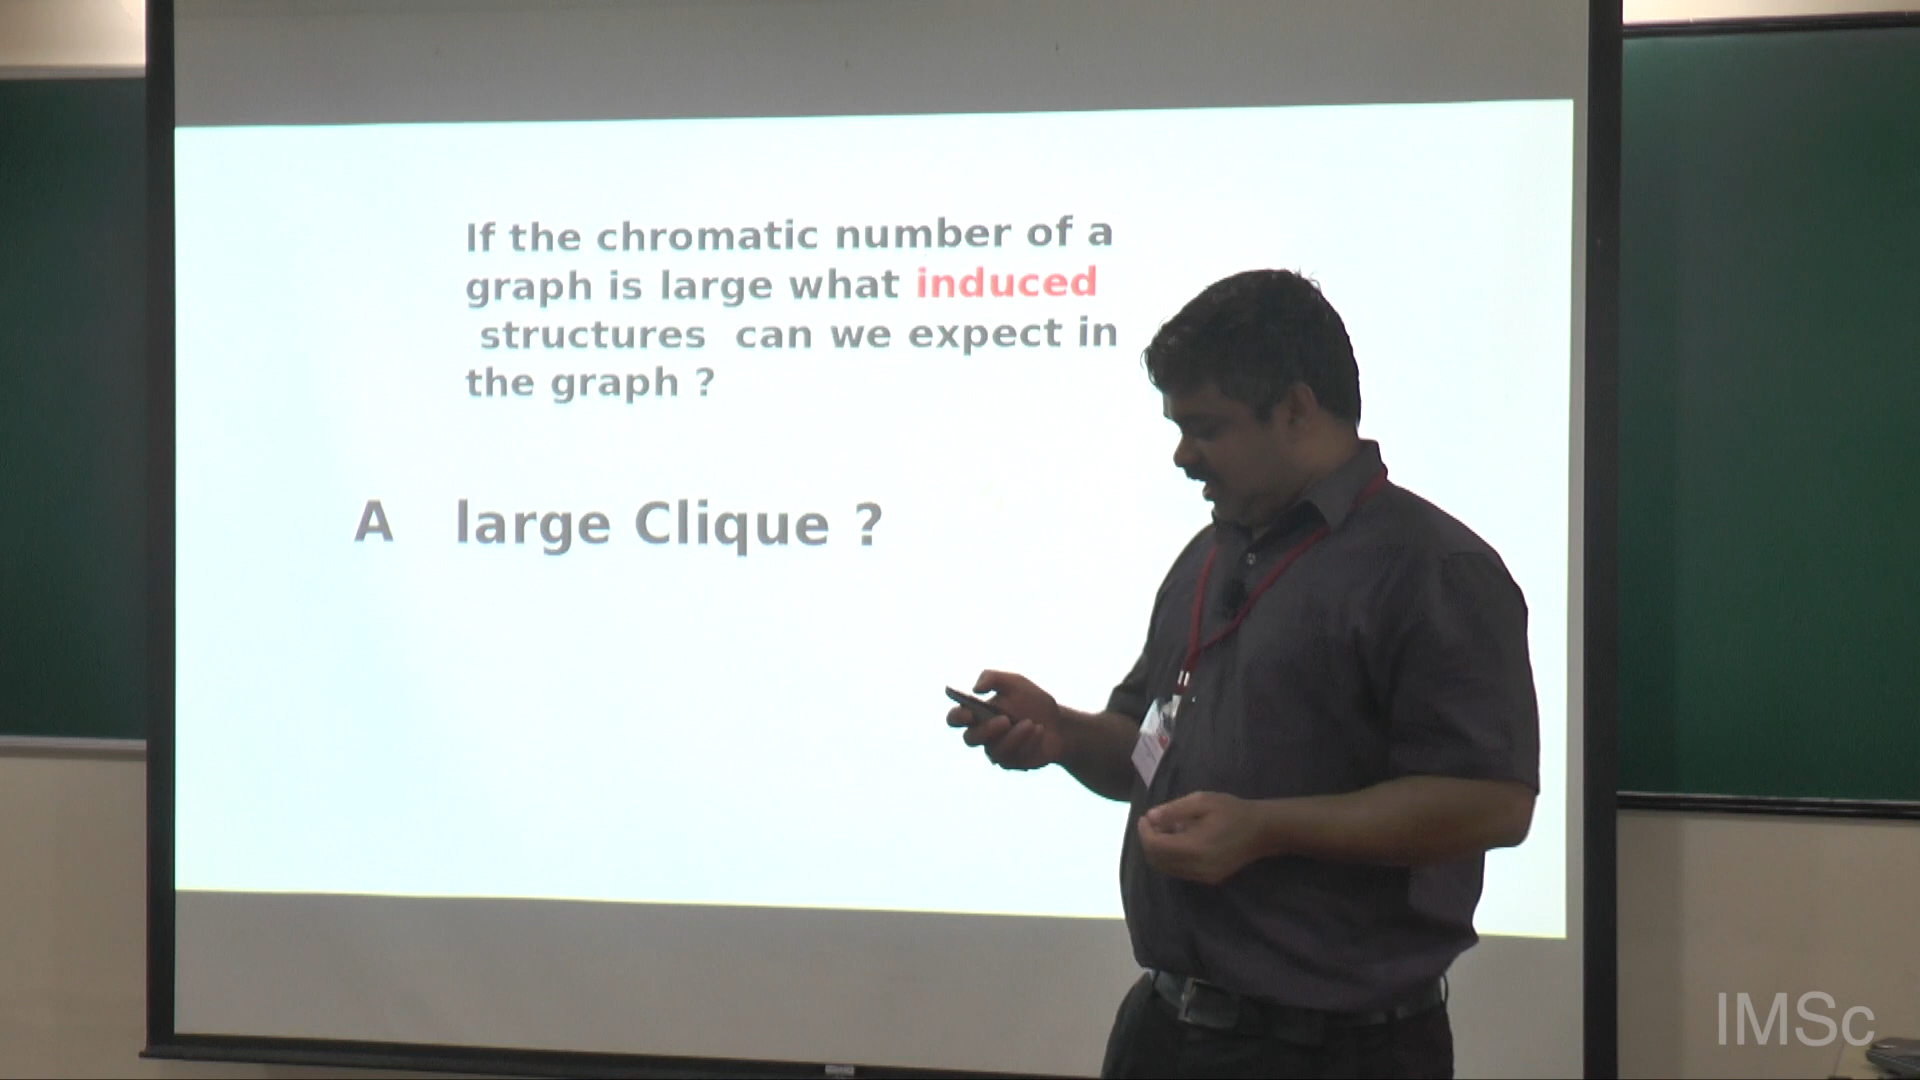 If the chromatic number of a
graph is large what induced
structures can we expect in
the graph ?
A large Clique ?
IMSc